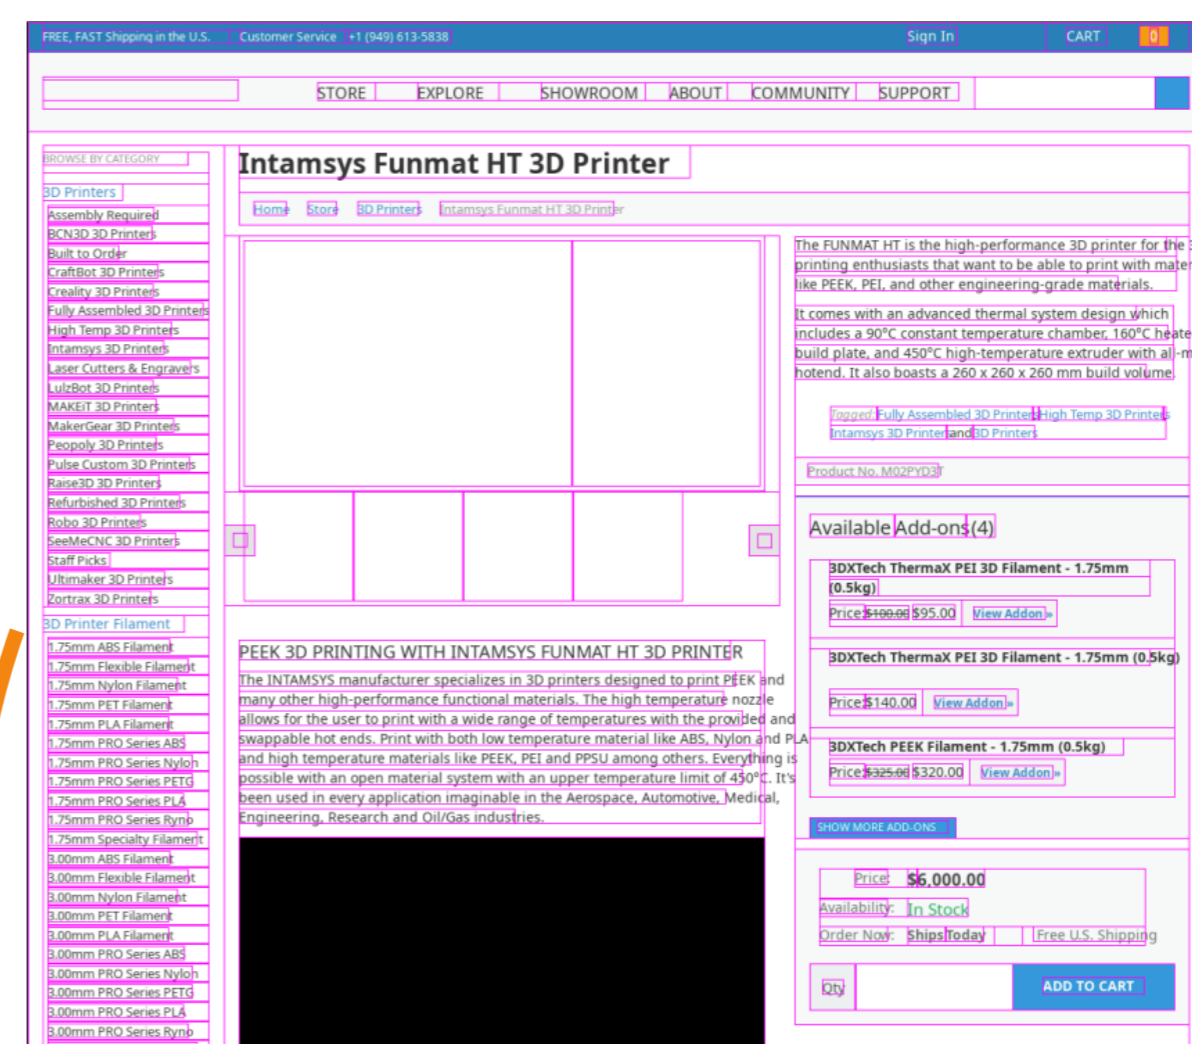 FREE, FAST Shipping in the U.S. Customer Service +1 (949) 613-5838 Sign In CART 0
STORE EXPLORE SHOWROOM ABOUT COMMUNITY SUPPORT
BROWSE BY CATEGORY
3D Printers
Assembly Required
BCN3D 3D Printers
Built to Order
CraftBot 3D Printers
Creality 3D Printers
Fully Assembled 3D Printers
High Temp 3D Printers
Intamsys 3D Printers
Laser Cutters & Engravers
LulzBot 3D Printers
MAKEiT 3D Printers
MakerGear 3D Printers
Peopoly 3D Printers
Pulse Custom 3D Printers
Raise3D 3D Printers
Refurbished 3D Printers
Robo 3D Printers
SeeMeCNC 3D Printers
Staff Picks
Ultimaker 3D Printers
Zortrax 3D Printers
3D Printer Filament
1.75mm ABS Filament
1.75mm Flexible Filament
1.75mm Nylon Filament
1.75mm PET Filament
1.75mm PLA Filament
1.75mm PRO Series ABS
1.75mm PRO Series Nylon
1.75mm PRO Series PETG
1.75mm PRO Series PLA
1.75mm PRO Series Ryno
1.75mm Specialty Filament
3.00mm ABS Filament
3.00mm Flexible Filament
3.00mm Nylon Filament
3.00mm PET Filament
3.00mm PLA Filament
3.00mm PRO Series ABS
3.00mm PRO Series Nylon
3.00mm PRO Series PETG
3.00mm PRO Series PLA
3.00mm PRO Series Ryno
Intamsys Funmat HT 3D Printer
Home Store 3D Printers Intamsys Funmat HT 3D Printer
PEEK 3D PRINTING WITH INTAMSYS FUNMAT HT 3D PRINTER
The INTAMSYS manufacturer specializes in 3D printers designed to print PEEK and
many other high-performance functional materials. The high temperature nozzle
allows for the user to print with a wide range of temperatures with the provided and
swappable hot ends. Print with both low temperature material like ABS, Nylon and PLA
and high temperature materials like PEEK, PEI and PPSU among others. Everything is
possible with an open material system with an upper temperature limit of 450°C. It's
been used in every application imaginable in the Aerospace, Automotive, Medical,
Engineering, Research and Oil/Gas industries.
The FUNMAT HT is the high-performance 3D printer for the
printing enthusiasts that want to be able to print with mater
like PEEK, PEI, and other engineering-grade materials.
It comes with an advanced thermal system design which
includes a 90°C constant temperature chamber, 160°C heate
build plate, and 450°C high-temperature extruder with all-m
hotend. It also boasts a 260 x 260 x 260 mm build volume.
Tagged: Fully Assembled 3D Printers High Temp 3D Printers
Intamsys 3D Printers and 3D Printers
Product No. M02PYD3T
Available Add-ons (4)
3DXTech ThermaX PEI 3D Filament - 1.75mm
(0.5kg)
Price: $100.00 $95.00 View Addon »
3DXTech ThermaX PEI 3D Filament - 1.75mm (0.5kg)
Price: $140.00 View Addon »
3DXTech PEEK Filament - 1.75mm (0.5kg)
Price: $325.00 $320.00 View Addon »
SHOW MORE ADD-ONS
Price: $6,000.00
Availability: In Stock
Order Now: Ships Today Free U.S. Shipping
Qty ADD TO CART